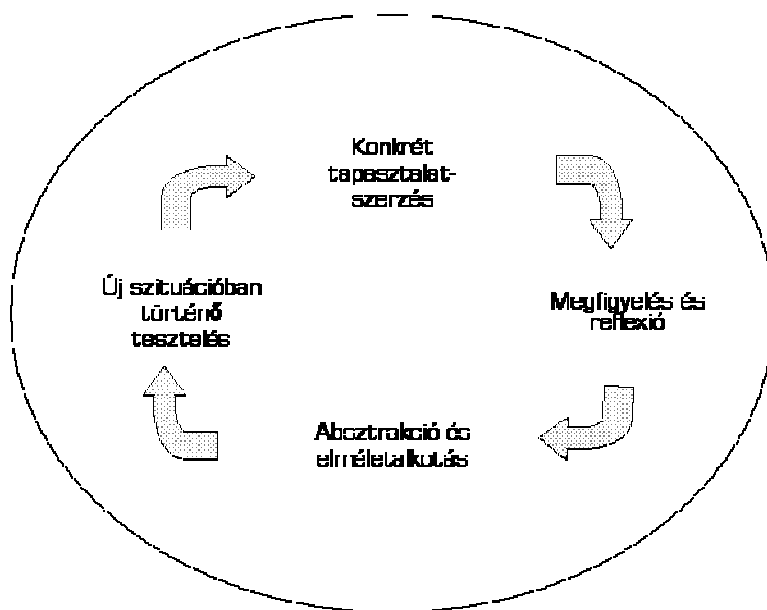 Konkrét
tapasztalat-
szerzés
Új szituációban
történő
tesztelés
Megfigyelés és
reflexió
Absztrakció és
elméletalkotás